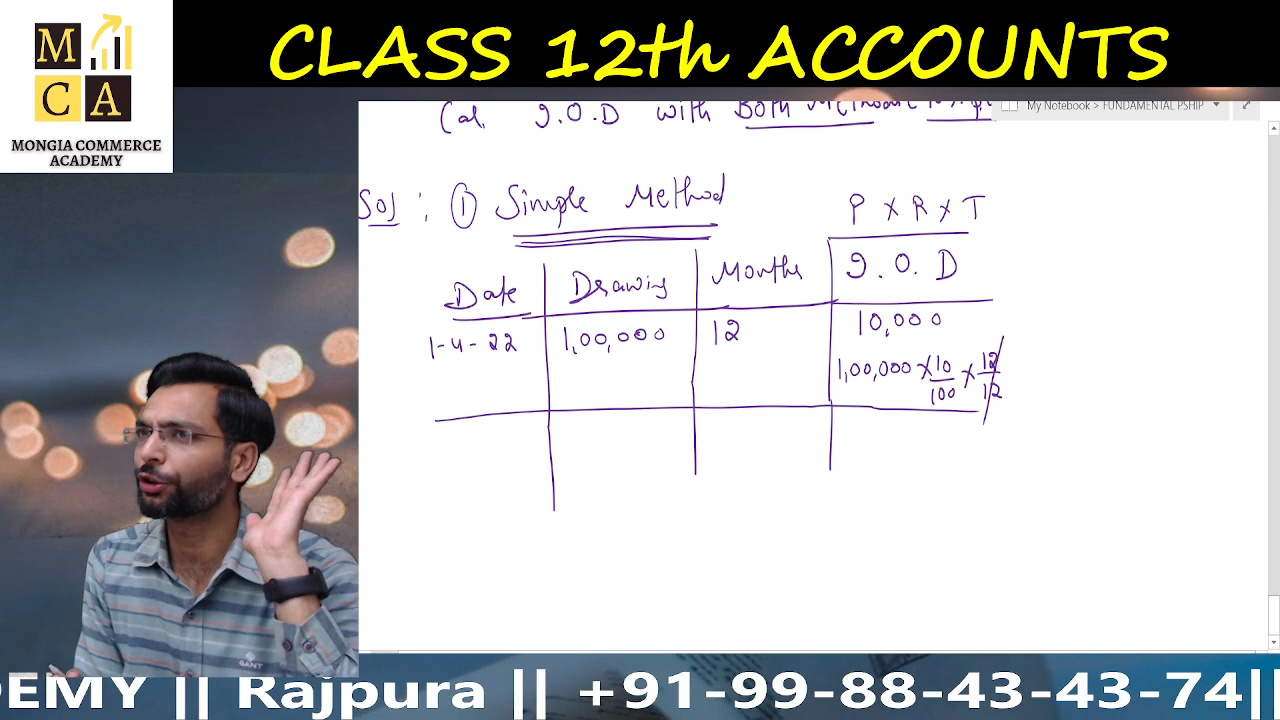 CLASS 12th ACCOUNTS
M
C A
MONGIA COMMERCE
ACADEMY
My Notebook > FUNDAMENTAL PSHIP
Cal. I.O.D with Both Methods
Sol : ① Simple Method
P x R x T
Date Drawing Months I.O.D
1-4-22 1,00,000 12 10,000
1,00,000 x 10/100 x 12/12
GANT
DEMY || Rajpura || +91-99-88-43-43-74||